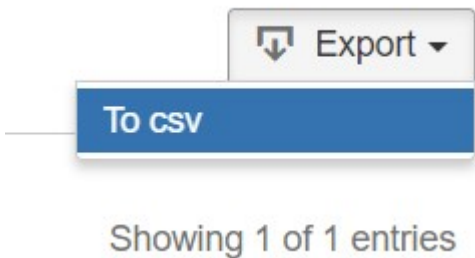 Export
To csv
Showing 1 of 1 entries